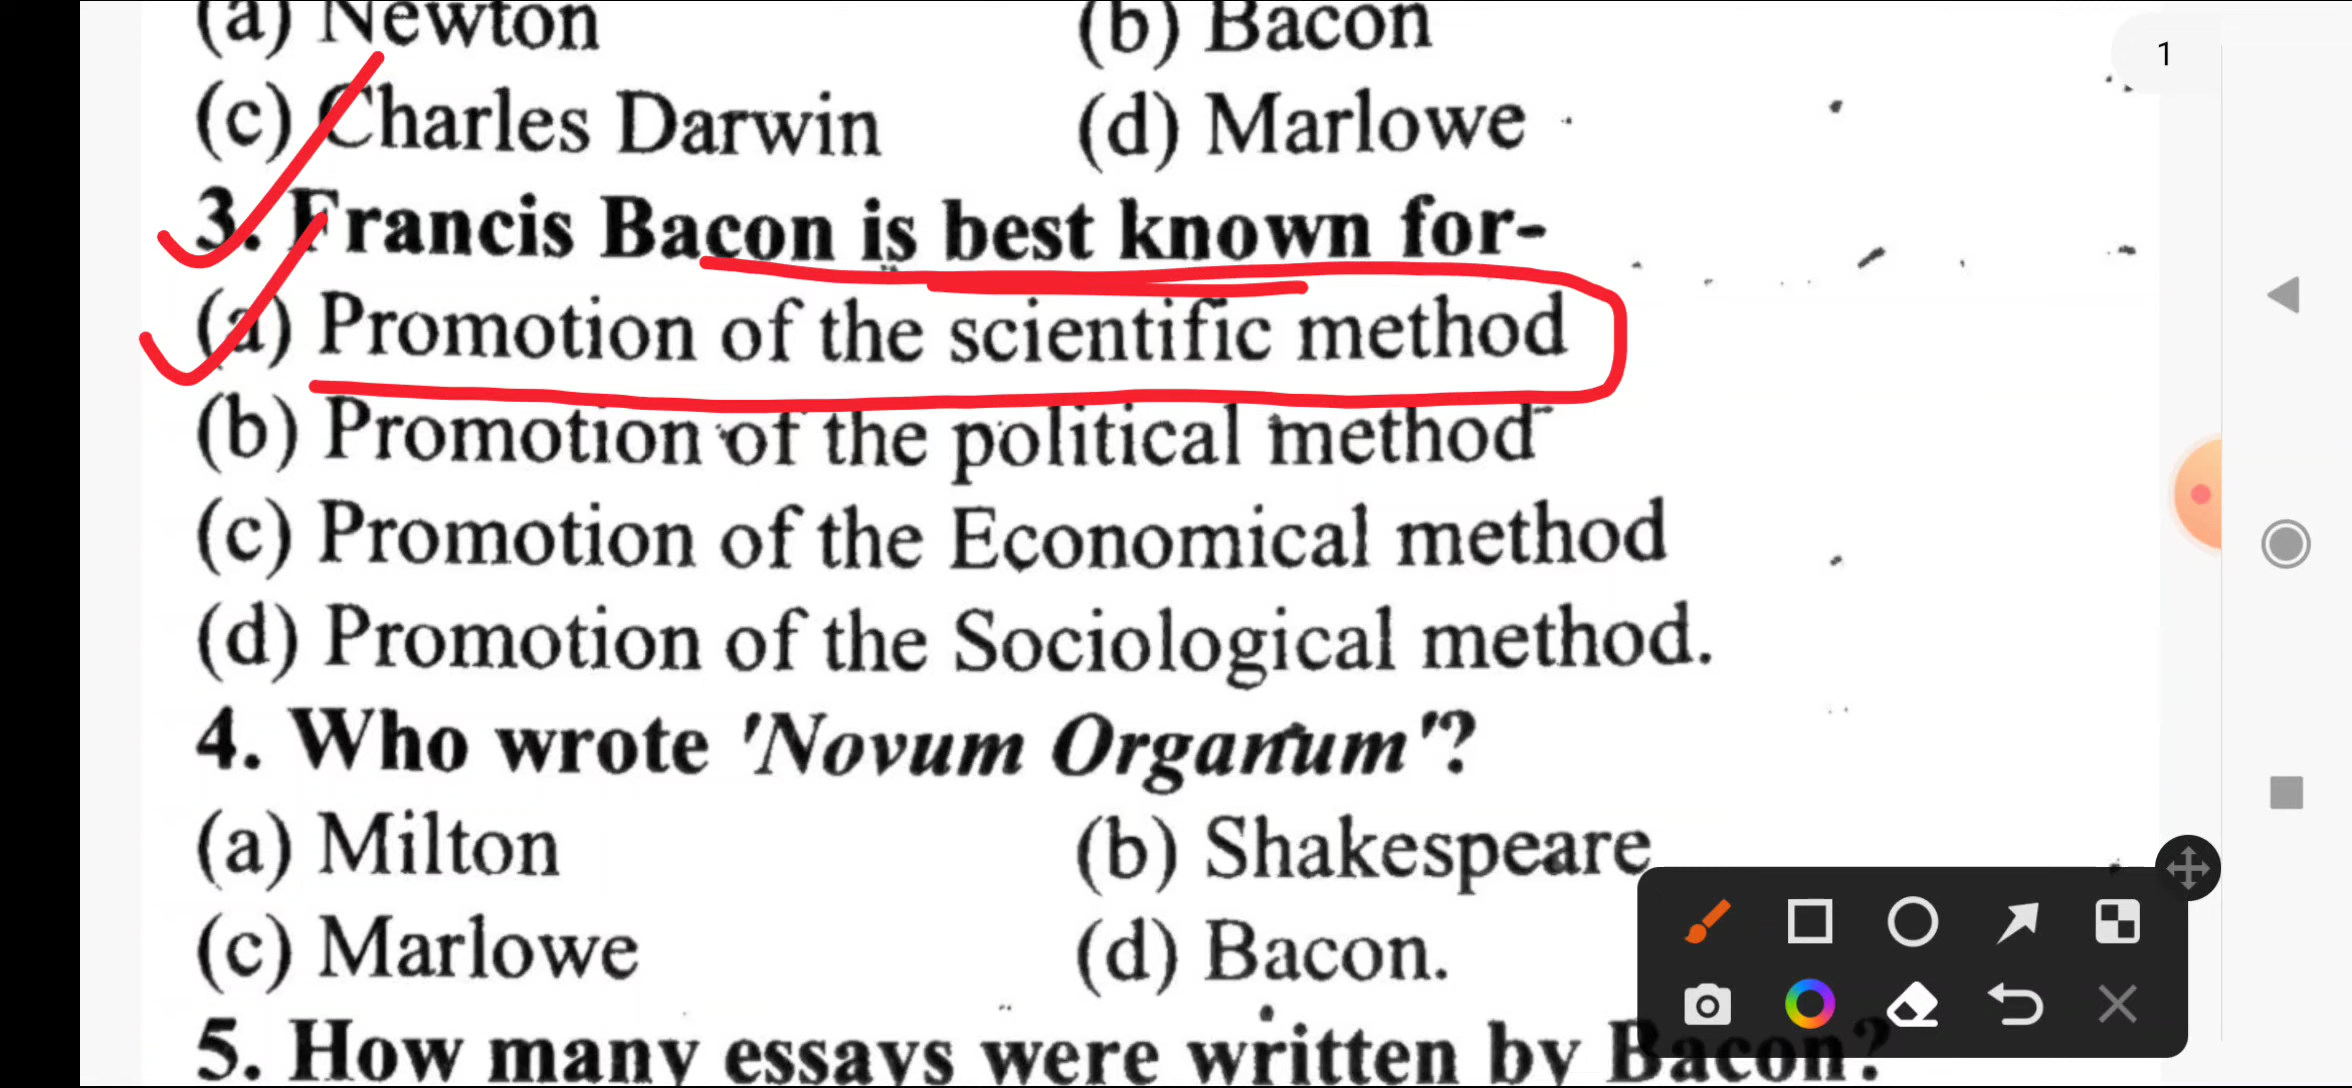 (a) Newton (b) Bacon
1
(c) Charles Darwin (d) Marlowe
3. Francis Bacon is best known for-
(a) Promotion of the scientific method
(b) Promotion of the political method
(c) Promotion of the Economical method
(d) Promotion of the Sociological method.
4. Who wrote 'Novum Organum'?
(a) Milton (b) Shakespeare
(c) Marlowe (d) Bacon.
5. How many essays were written by Bacon?